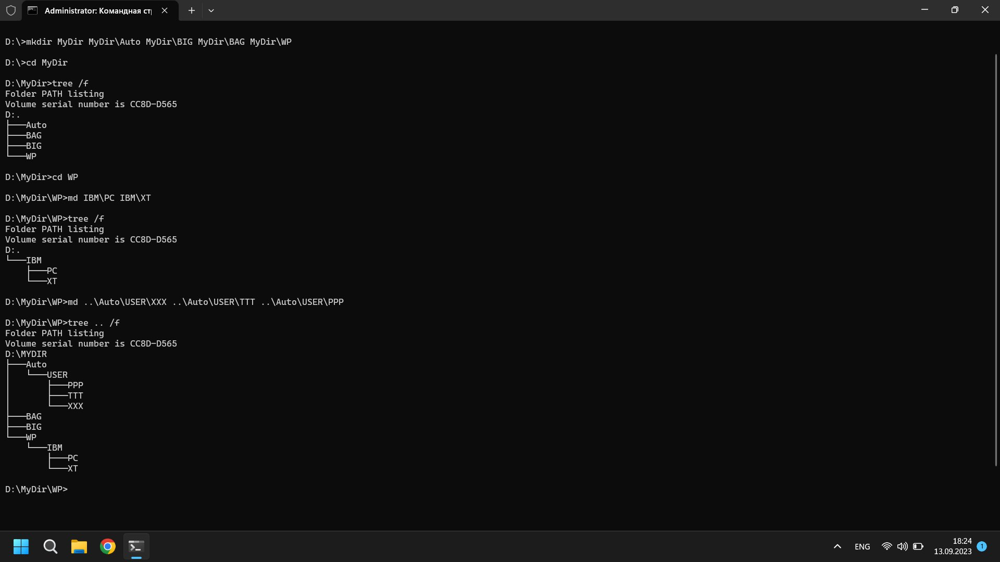 Administrator: Командная ст
D:\>mkdir MyDir MyDir\Auto MyDir\BIG MyDir\BAG MyDir\WP
D:\>cd MyDir
D:\MyDir>tree /f
Folder PATH listing
Volume serial number is CC8D-D565
D:.
├───Auto
├───BAG
├───BIG
└───WP
D:\MyDir>cd WP
D:\MyDir\WP>md IBM\PC IBM\XT
D:\MyDir\WP>tree /f
Folder PATH listing
Volume serial number is CC8D-D565
D:.
└───IBM
    ├───PC
    └───XT
D:\MyDir\WP>md ..\Auto\USER\XXX ..\Auto\USER\TTT ..\Auto\USER\PPP
D:\MyDir\WP>tree .. /f
Folder PATH listing
Volume serial number is CC8D-D565
D:\MYDIR
├───Auto
│   └───USER
│       ├───PPP
│       ├───TTT
│       └───XXX
├───BAG
├───BIG
└───WP
    └───IBM
        ├───PC
        └───XT
D:\MyDir\WP>
ENG
18:24
13.09.2023
1